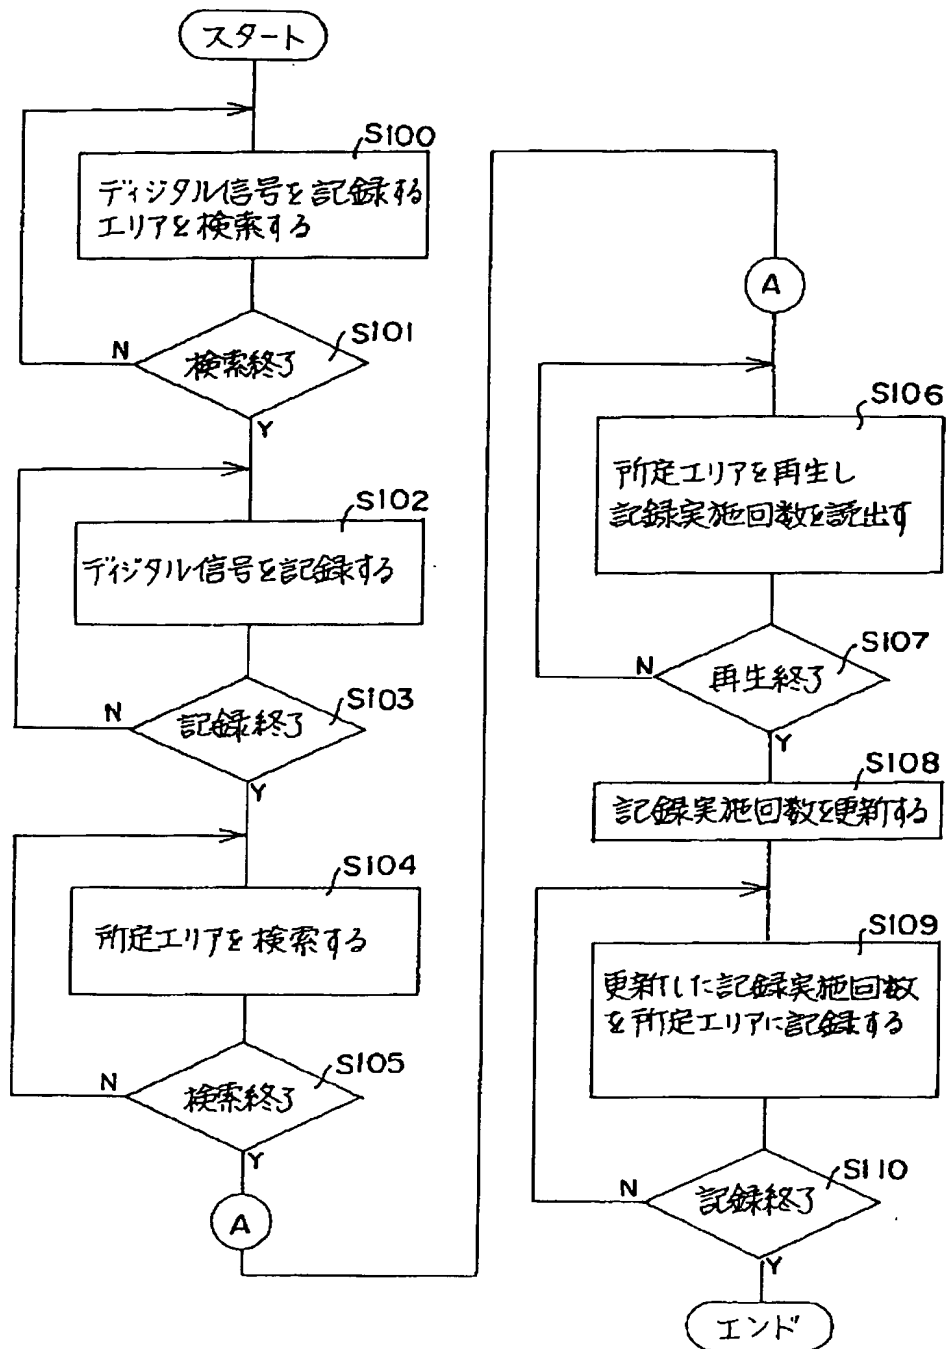 スタート
S100
ディジタル信号を記録する
エリアを検索する
S101
検索終了
N
Y
S102
ディジタル信号を記録する
S103
記録終了
N
Y
S104
所定エリアを検索する
S105
検索終了
N
Y
A
A
S106
所定エリアを再生し
記録実施回数を読出す
S107
再生終了
N
Y
S108
記録実施回数を更新する
S109
更新した記録実施回数
を所定エリアに記録する
S110
記録終了
N
Y
エンド